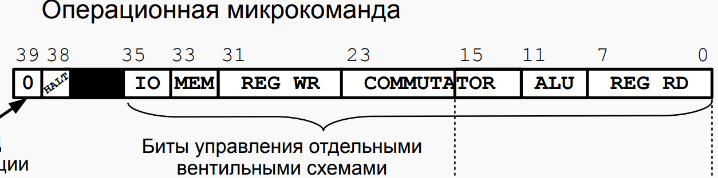 Операционная микрокоманда
39 38 35 33 31 23 15 11 7 0
0 HALT IO MEM REG WR COMMUTATOR ALU REG RD
Биты управления отдельными
ции вентильными схемами